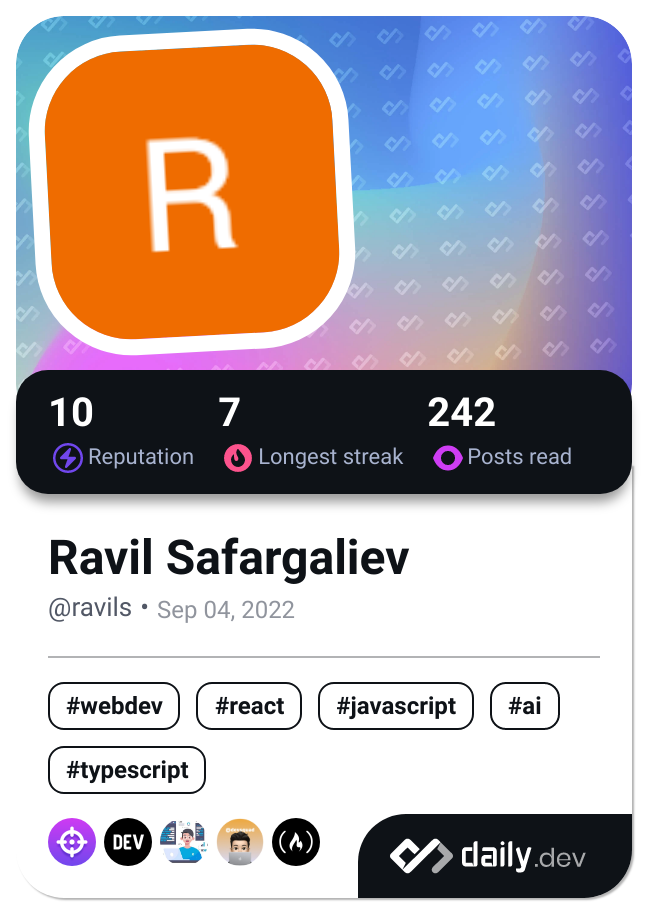 R
10 7 242
Reputation Longest streak Posts read
Ravil Safargaliev
@ravils • Sep 04, 2022
#webdev #react #javascript #ai
#typescript
DEV
daily.dev